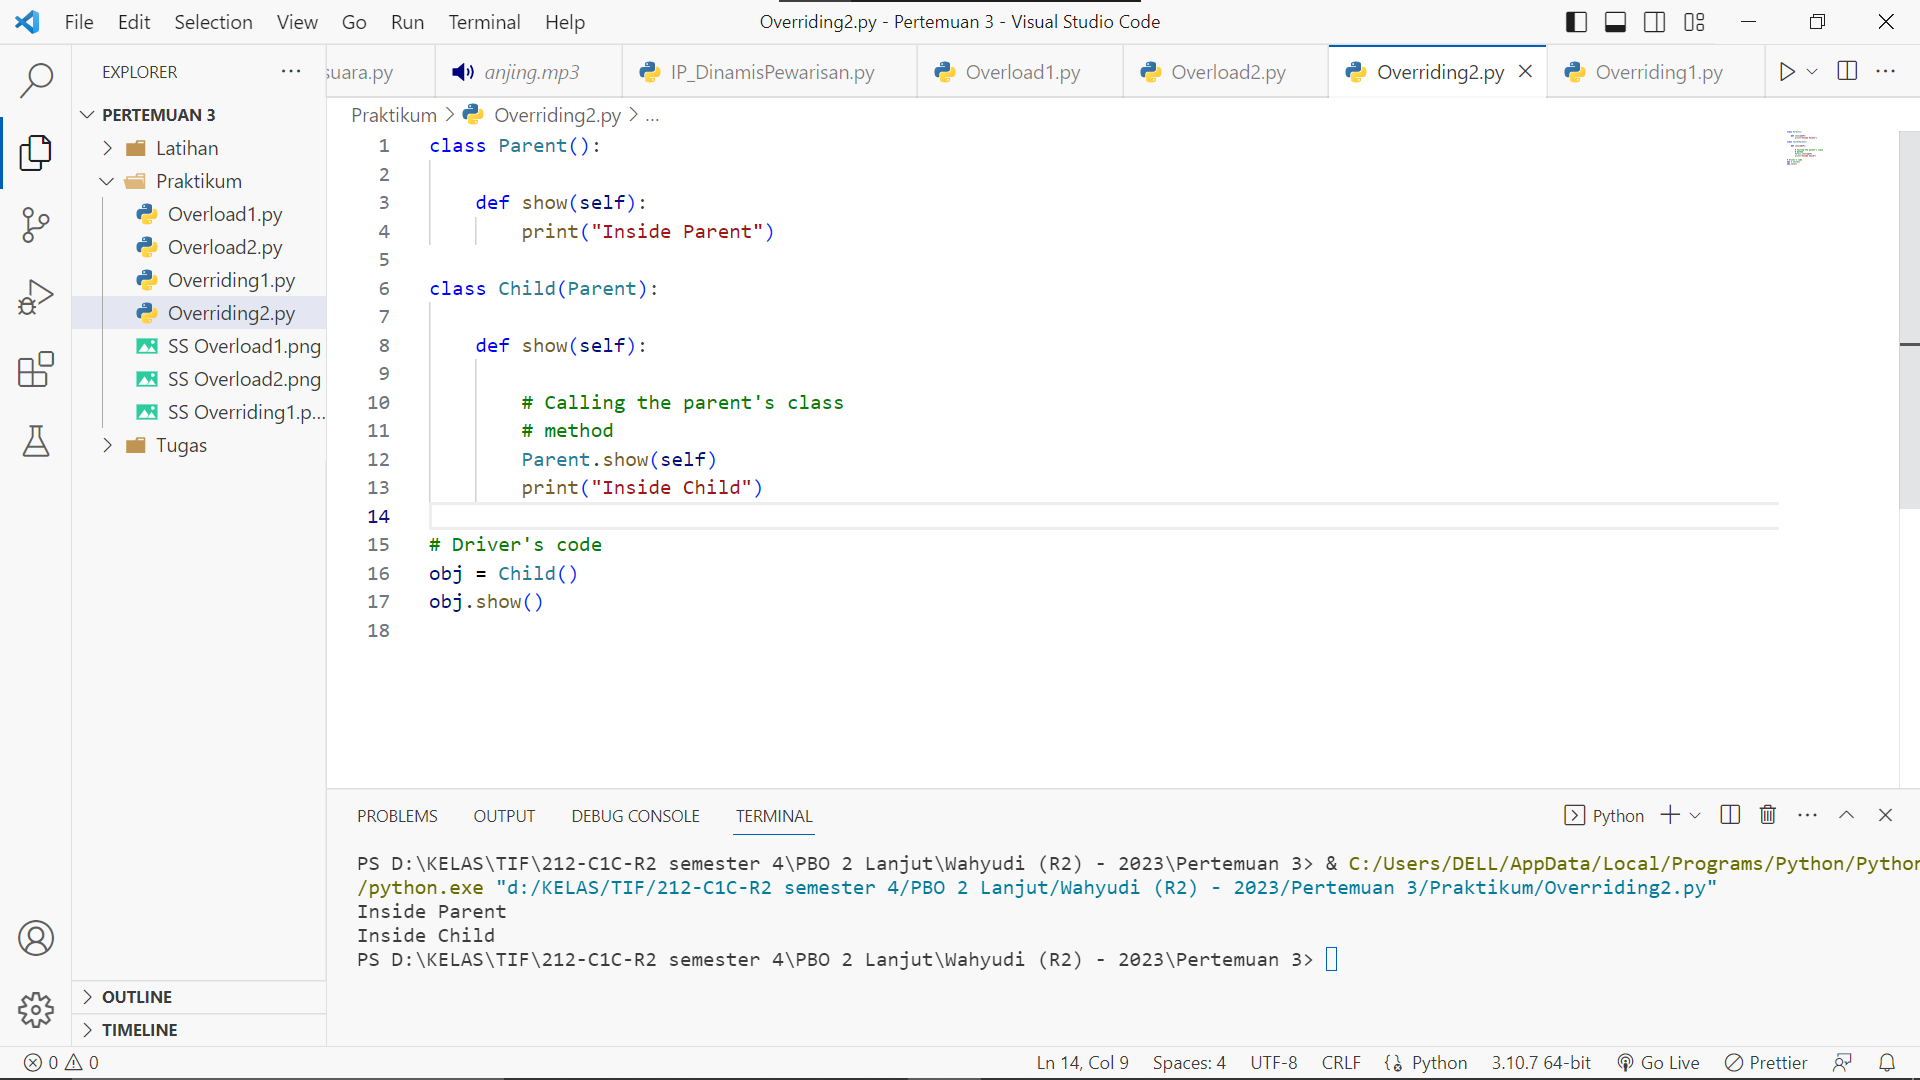 File Edit Selection View Go Run Terminal Help Overriding2.py - Pertemuan 3 - Visual Studio Code
EXPLORER
suara.py anjing.mp3 IP_DinamisPewarisan.py Overload1.py Overload2.py Overriding2.py Overriding1.py
PERTEMUAN 3
Latihan
Praktikum
Overload1.py
Overload2.py
Overriding1.py
Overriding2.py
SS Overload1.png
SS Overload2.png
SS Overriding1.p...
Tugas
OUTLINE
TIMELINE
Praktikum > Overriding2.py > ...
1 class Parent():
2
3     def show(self):
4         print("Inside Parent")
5
6 class Child(Parent):
7
8     def show(self):
9
10         # Calling the parent's class
11         # method
12         Parent.show(self)
13         print("Inside Child")
14
15 # Driver's code
16 obj = Child()
17 obj.show()
18
PROBLEMS OUTPUT DEBUG CONSOLE TERMINAL Python
PS D:\KELAS\TIF\212-C1C-R2 semester 4\PBO 2 Lanjut\Wahyudi (R2) - 2023\Pertemuan 3> & C:/Users/DELL/AppData/Local/Programs/Python/Python
/python.exe "d:/KELAS/TIF/212-C1C-R2 semester 4/PBO 2 Lanjut/Wahyudi (R2) - 2023/Pertemuan 3/Praktikum/Overriding2.py"
Inside Parent
Inside Child
PS D:\KELAS\TIF\212-C1C-R2 semester 4\PBO 2 Lanjut\Wahyudi (R2) - 2023\Pertemuan 3>
0 0 Ln 14, Col 9 Spaces: 4 UTF-8 CRLF Python 3.10.7 64-bit Go Live Prettier